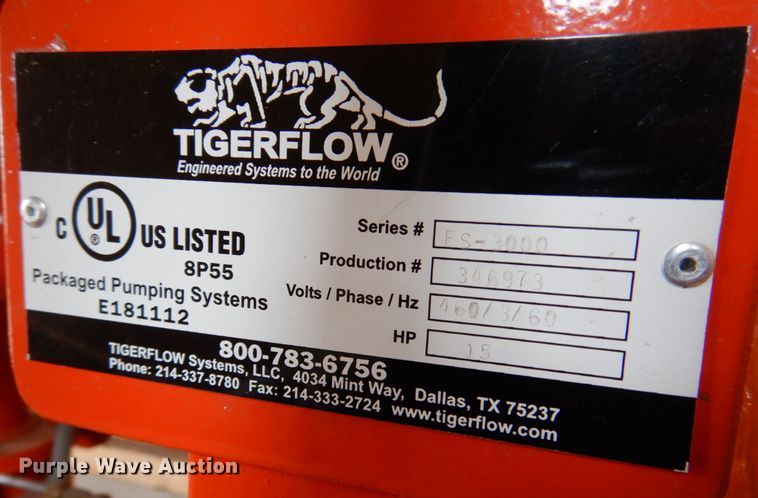 TIGERFLOW®
Engineered Systems to the World
C UL® US LISTED
8P55
Packaged Pumping Systems
E181112
Series # ES-3000
Production # 346973
Volts / Phase / Hz 460/3/60
HP 15
800-783-6756
TIGERFLOW Systems, LLC, 4034 Mint Way, Dallas, TX 75237
Phone: 214-337-8780 Fax: 214-333-2724 www.tigerflow.com
Purple Wave Auction